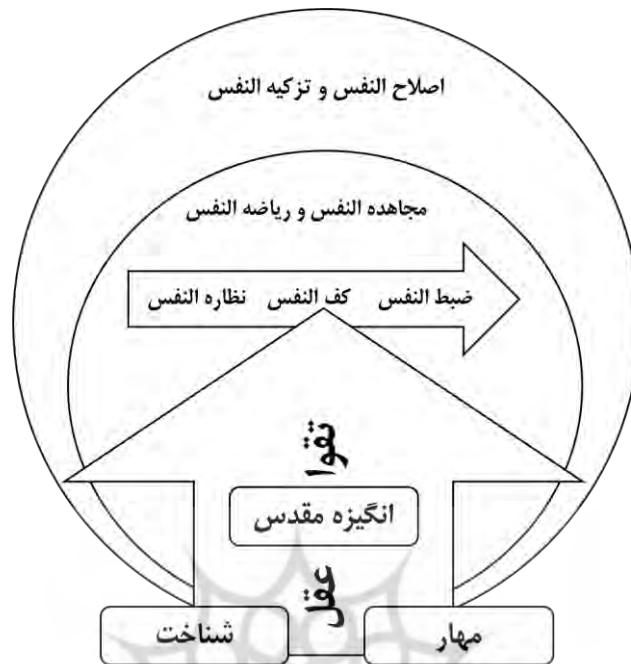 اصلاح النفس و تزکیه النفس
مجاهده النفس و ریاضه النفس
ضبط النفس کف النفس نظاره النفس
تقوا
انگیزه مقدس
عقل
مهار
شناخت